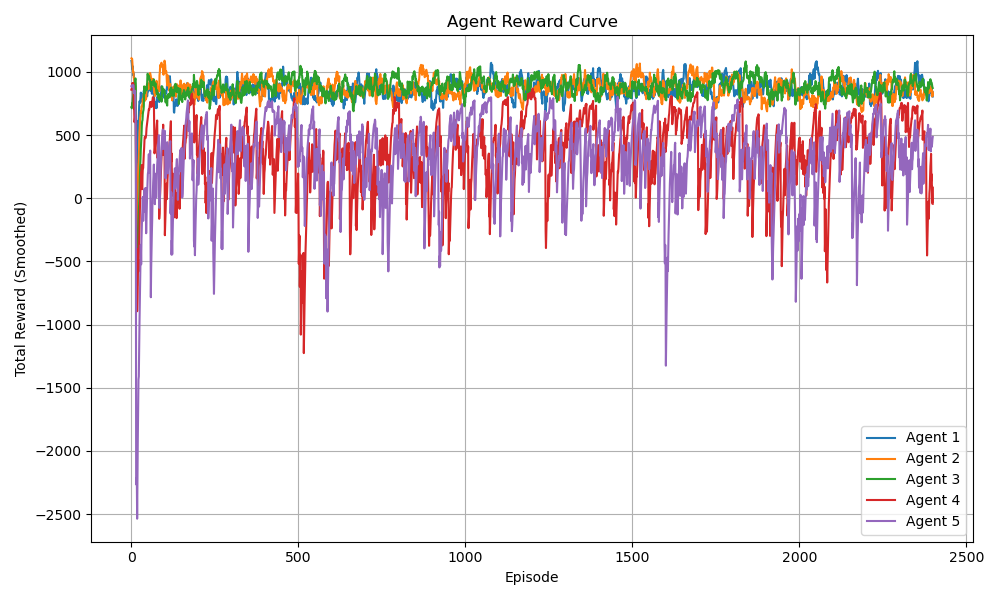 Agent Reward Curve
Total Reward (Smoothed)
1000
500
0
−500
−1000
−1500
−2000
−2500
0
500
1000
1500
2000
2500
Episode
Agent 1
Agent 2
Agent 3
Agent 4
Agent 5